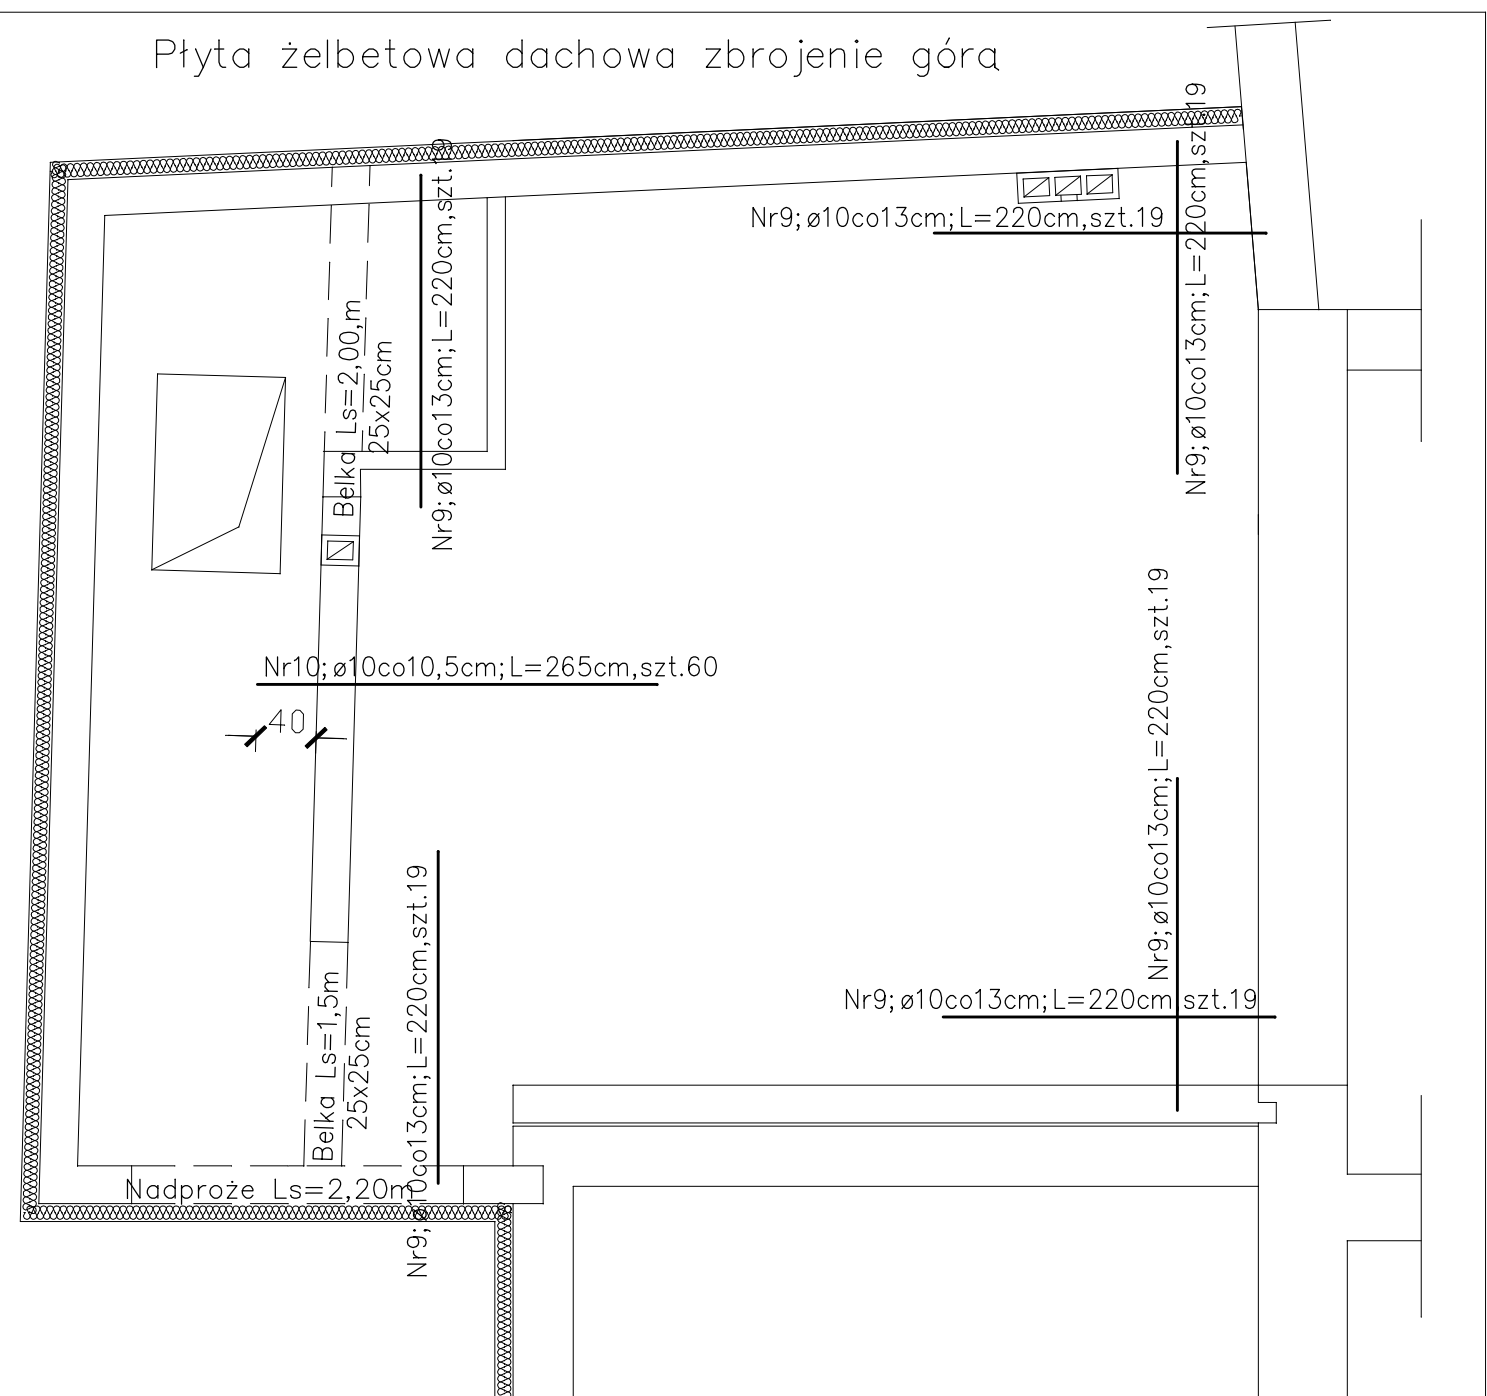 Płyta żelbetowa dachowa zbrojenie górą
Nr9;ø10co13cm;L=220cm,szt.19
Nr9;ø10co13cm;L=220cm,szt.19
Nr9;ø10co13cm;L=220cm,szt.19
Belka Ls=2,00,m
25x25cm
Nr10;ø10co10,5cm;L=265cm,szt.60
40
Nr9;ø10co13cm;L=220cm,szt.19
Nr9;ø10co13cm;L=220cm,szt.19
Nr9;ø10co13cm;L=220cm,szt.19
Belka Ls=1,5m
25x25cm
Nadproże Ls=2,20m